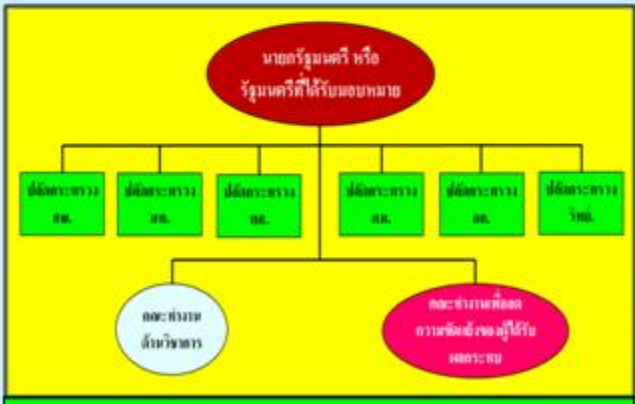 นายกรัฐมนตรี หรือ
รัฐมนตรีที่ได้รับมอบหมาย
ปลัดกระทรวง
ปลัดกระทรวง
ปลัดกระทรวง
ปลัดกระทรวง
ปลัดกระทรวง
ปลัดกระทรวง
วิทย์.
คณะทำงาน
ด้านวิชาการ
คณะทำงานเพื่อลด
ความขัดแย้งของผู้ได้รับ
ผลกระทบ